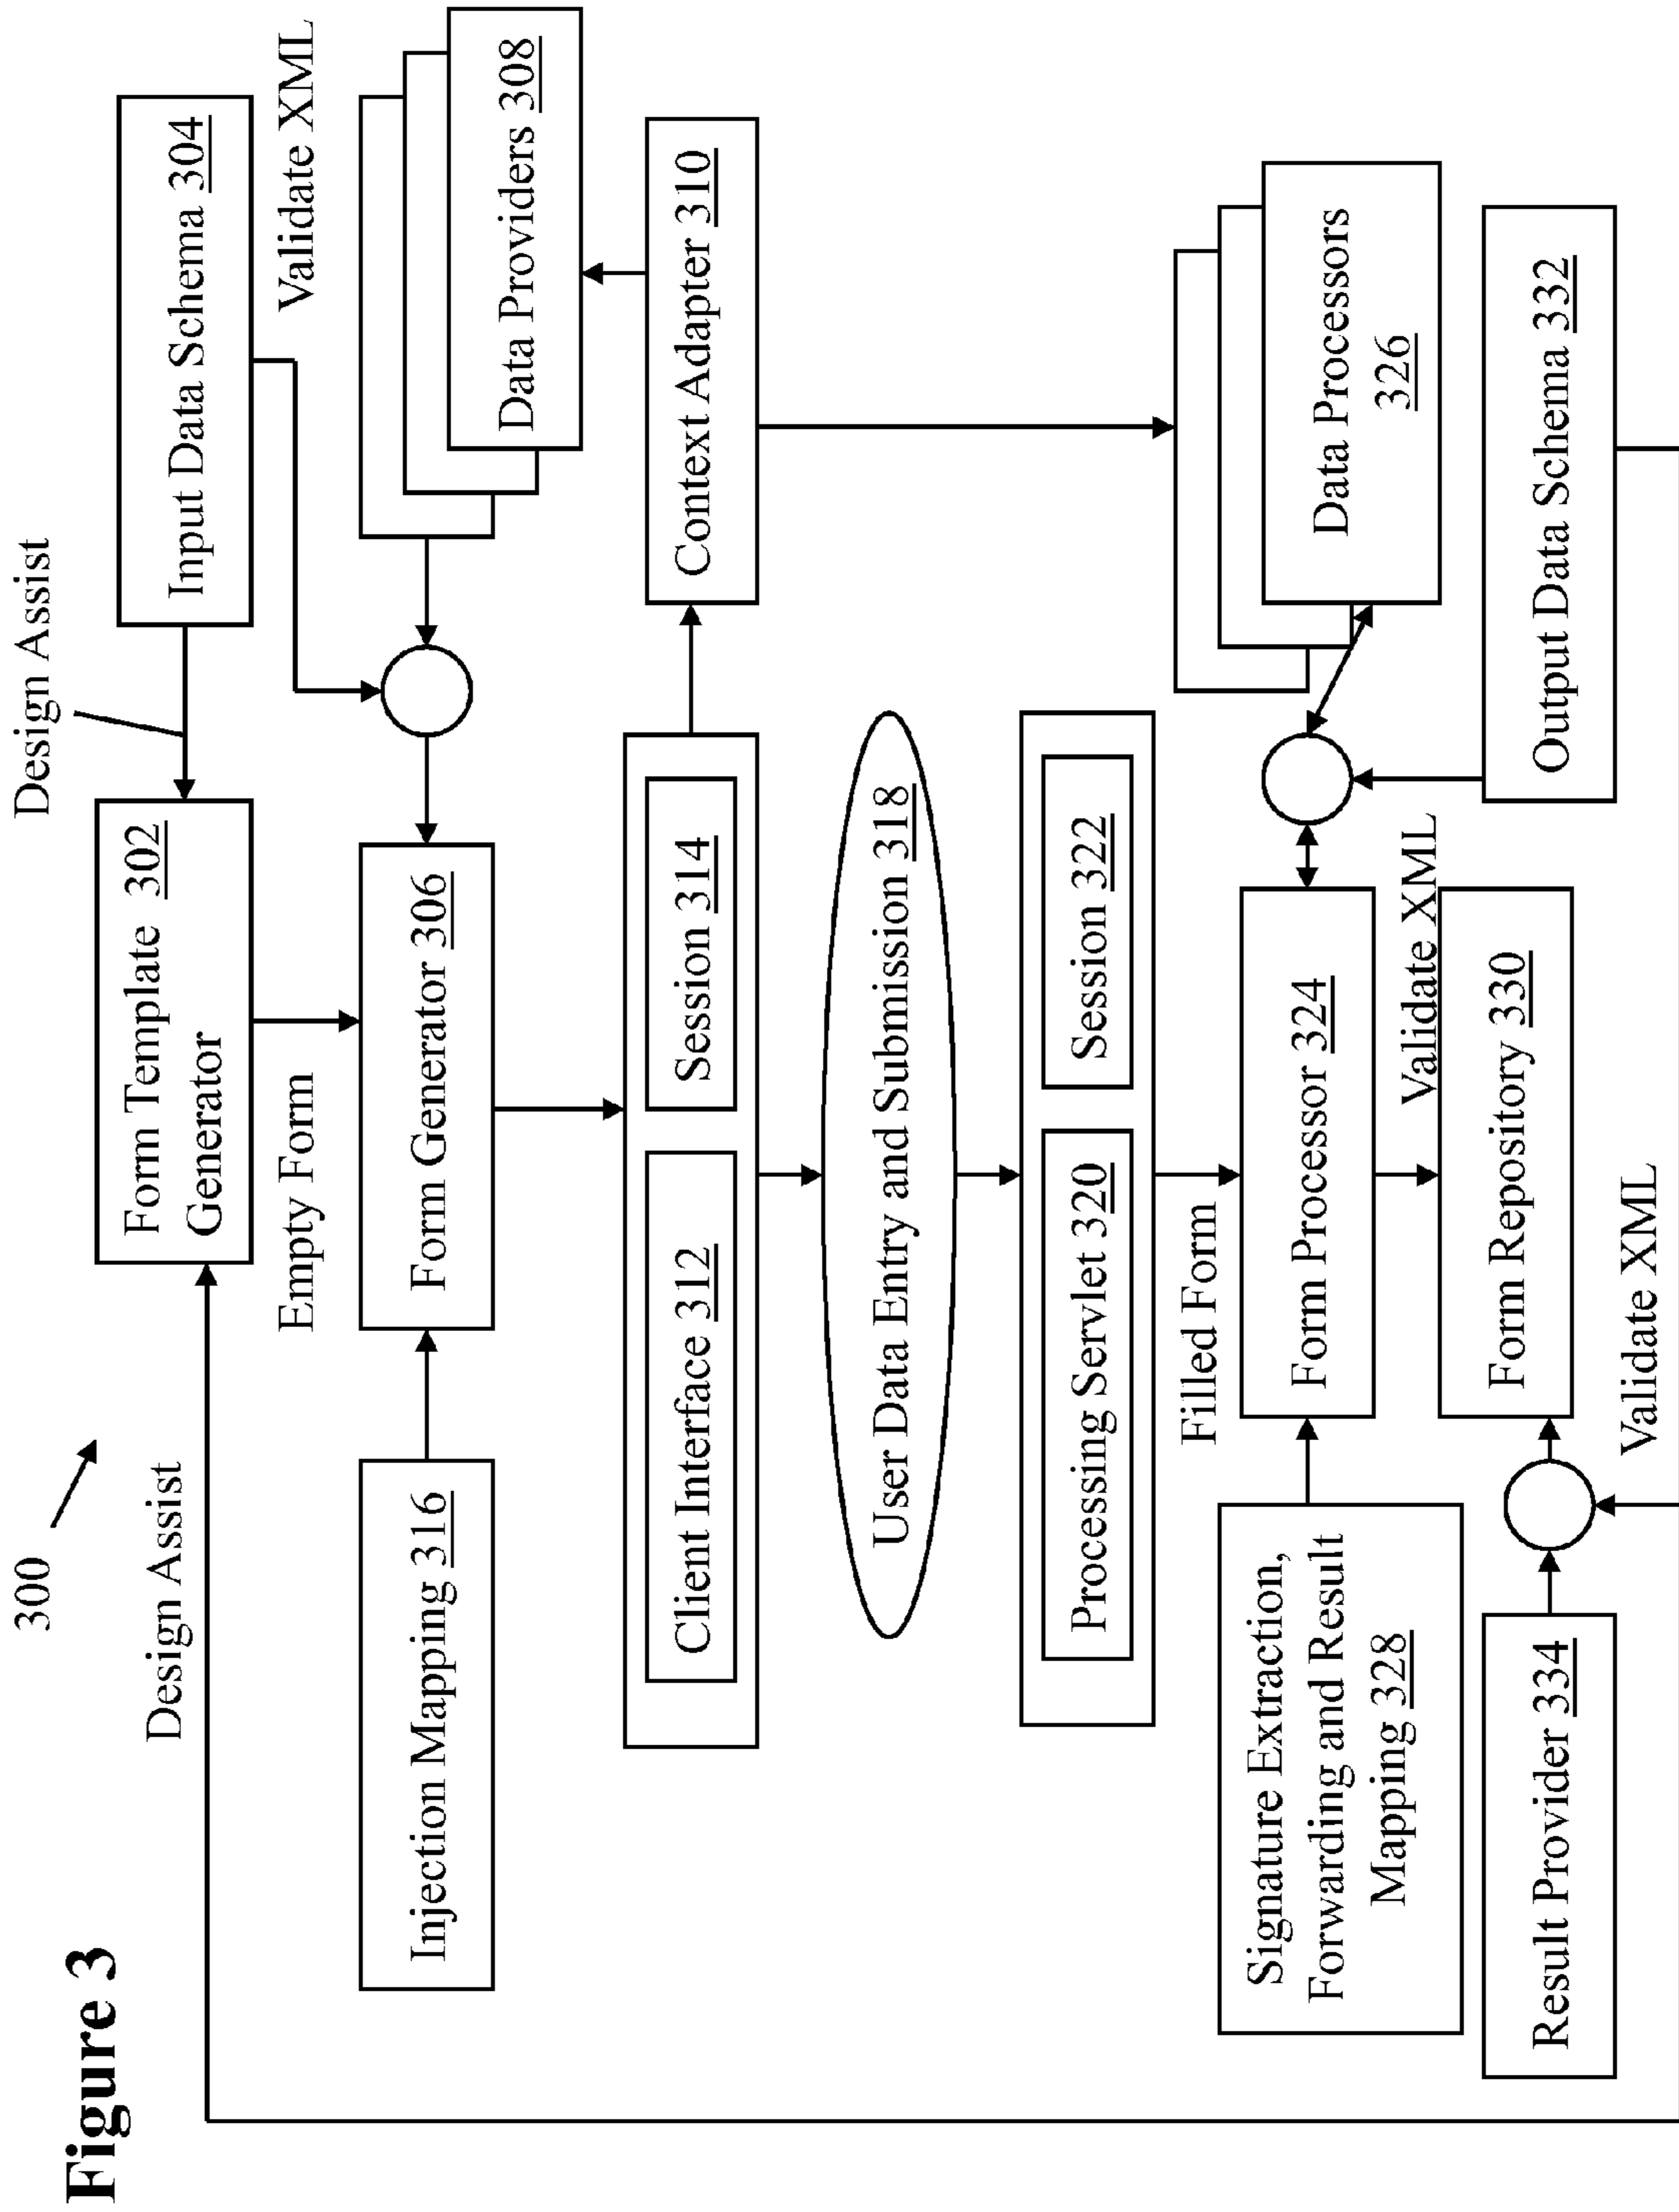 Figure 3
300
Design Assist
Design Assist
Form Template 302
Generator
Input Data Schema 304
Empty Form
Validate XML
Injection Mapping 316
Form Generator 306
Data Providers 308
Client Interface 312
Session 314
Context Adapter 310
User Data Entry and Submission 318
Processing Servlet 320
Session 322
Filled Form
Signature Extraction,
Forwarding and Result
Mapping 328
Form Processor 324
Data Processors
326
Validate XML
Result Provider 334
Form Repository 330
Output Data Schema 332
Validate XML